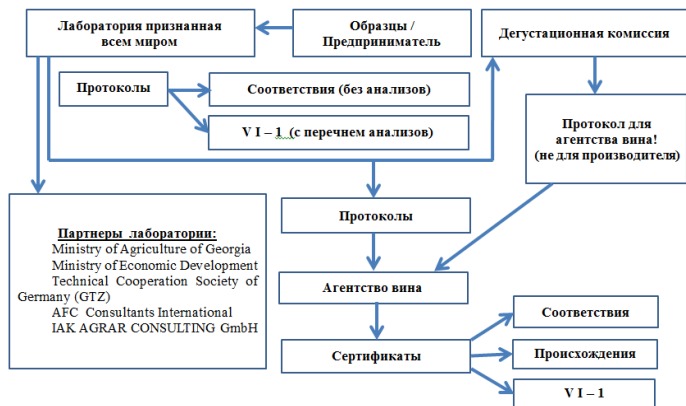 Лаборатория признанная
всем миром
Образцы /
Предприниматель
Дегустационная комиссия
Протоколы
Соответствия (без анализов)
V I – 1 (с перечнем анализов)
Протокол для
агентства вина!
(не для производителя)
Партнеры лаборатории:
Ministry of Agriculture of Georgia
Ministry of Economic Development
Technical Cooperation Society of
Germany (GTZ)
AFC Consultants International
IAK AGRAR CONSULTING GmbH
Протоколы
Агентство вина
Сертификаты
Соответствия
Происхождения
V I – 1